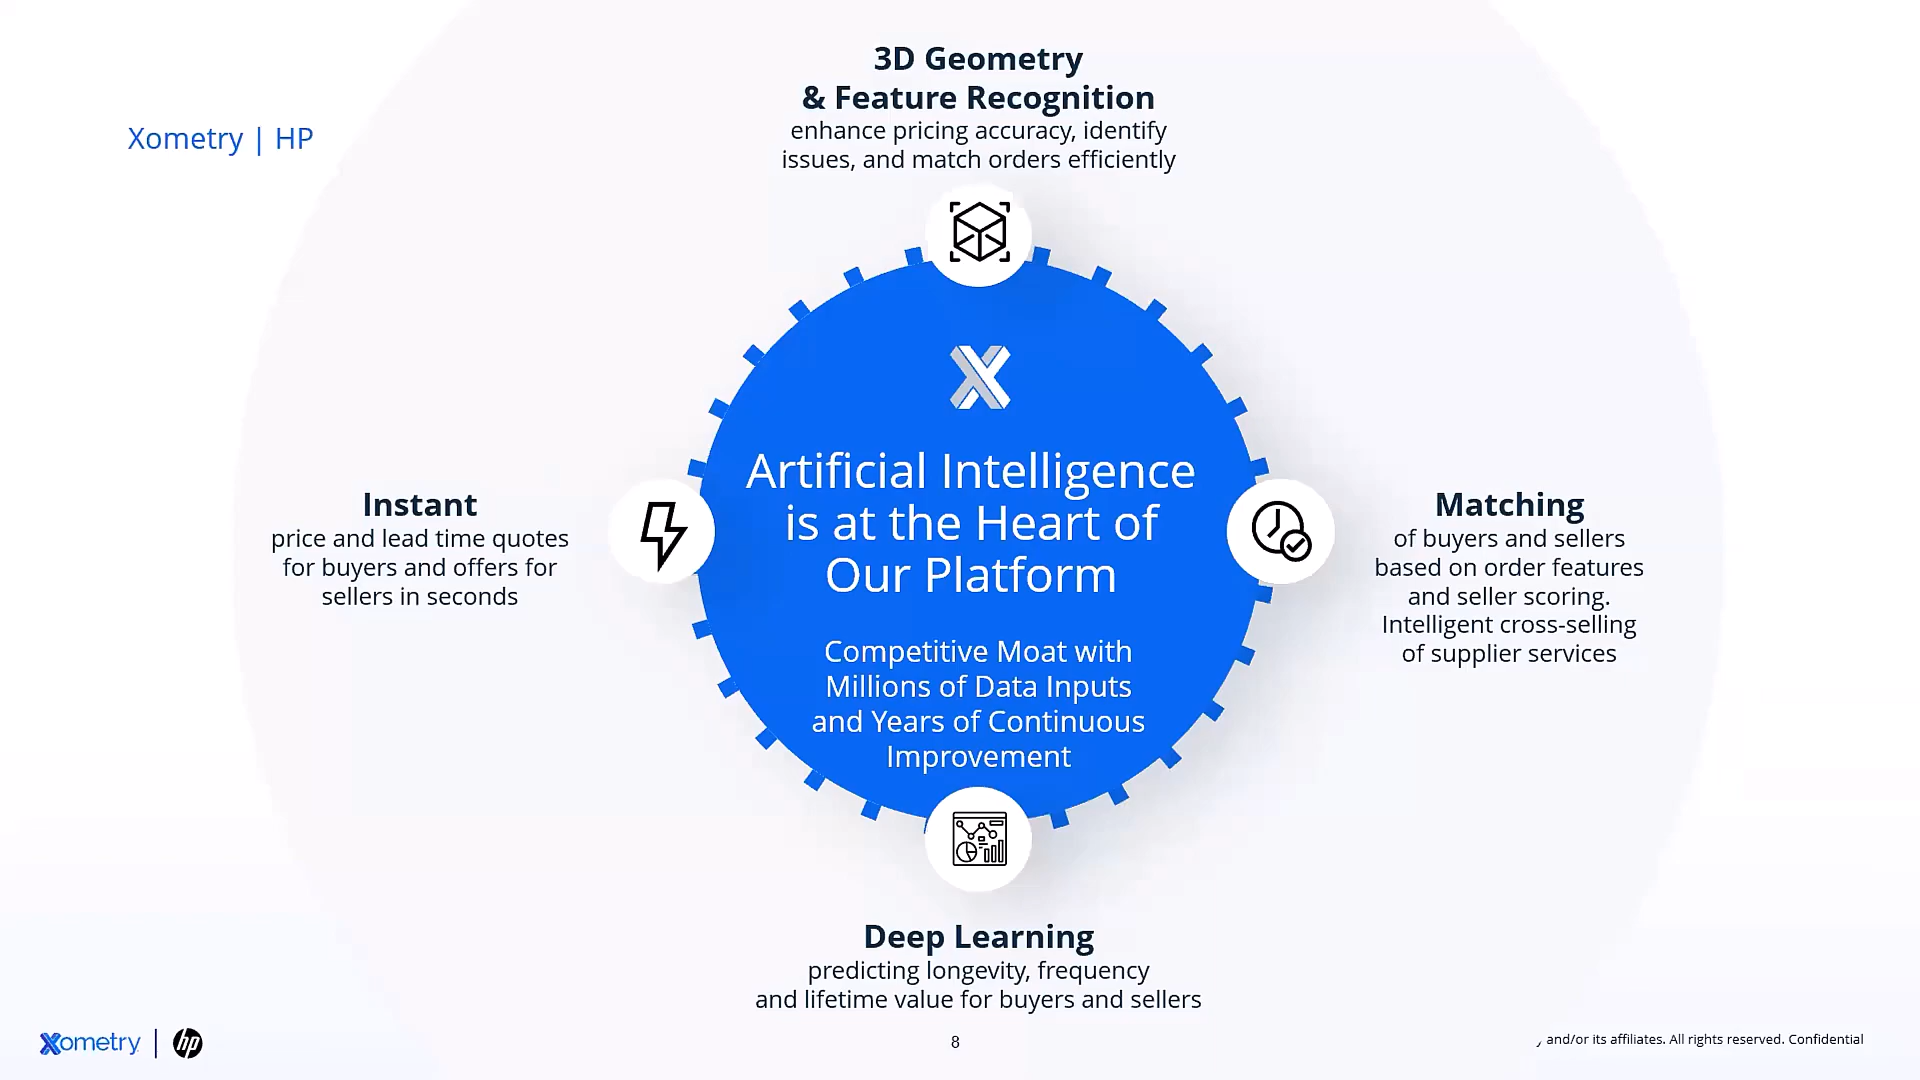 Xometry | HP
3D Geometry
& Feature Recognition
enhance pricing accuracy, identify
issues, and match orders efficiently
Instant
price and lead time quotes
for buyers and offers for
sellers in seconds
Artificial Intelligence
is at the Heart of
Our Platform
Competitive Moat with
Millions of Data Inputs
and Years of Continuous
Improvement
Matching
of buyers and sellers
based on order features
and seller scoring.
Intelligent cross-selling
of supplier services
Deep Learning
predicting longevity, frequency
and lifetime value for buyers and sellers
Xometry | hp
8
and/or its affiliates. All rights reserved. Confidential